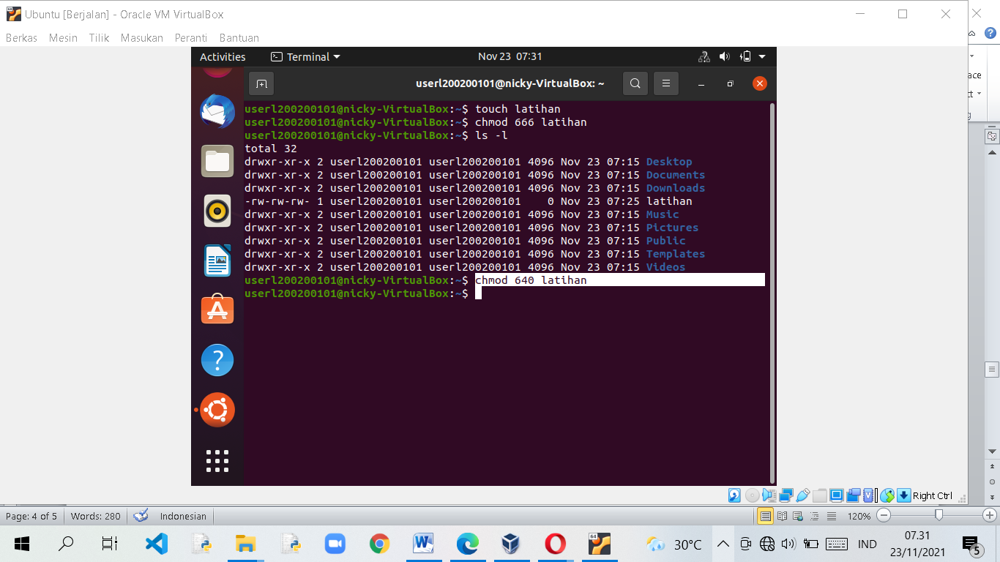 Ubuntu [Berjalan] - Oracle VM VirtualBox
Berkas Mesin Tilik Masukan Peranti Bantuan
Activities Terminal Nov 23 07:31
userl200200101@nicky-VirtualBox: ~
userl200200101@nicky-VirtualBox:~$ touch latihan
userl200200101@nicky-VirtualBox:~$ chmod 666 latihan
userl200200101@nicky-VirtualBox:~$ ls -l
total 32
drwxr-xr-x 2 userl200200101 userl200200101 4096 Nov 23 07:15 Desktop
drwxr-xr-x 2 userl200200101 userl200200101 4096 Nov 23 07:15 Documents
drwxr-xr-x 2 userl200200101 userl200200101 4096 Nov 23 07:15 Downloads
-rw-rw-rw- 1 userl200200101 userl200200101    0 Nov 23 07:25 latihan
drwxr-xr-x 2 userl200200101 userl200200101 4096 Nov 23 07:15 Music
drwxr-xr-x 2 userl200200101 userl200200101 4096 Nov 23 07:15 Pictures
drwxr-xr-x 2 userl200200101 userl200200101 4096 Nov 23 07:15 Public
drwxr-xr-x 2 userl200200101 userl200200101 4096 Nov 23 07:15 Templates
drwxr-xr-x 2 userl200200101 userl200200101 4096 Nov 23 07:15 Videos
userl200200101@nicky-VirtualBox:~$ chmod 640 latihan
userl200200101@nicky-VirtualBox:~$
Right Ctrl
Page: 4 of 5 Words: 280 Indonesian 120%
30°C IND 07.31
23/11/2021 5
64